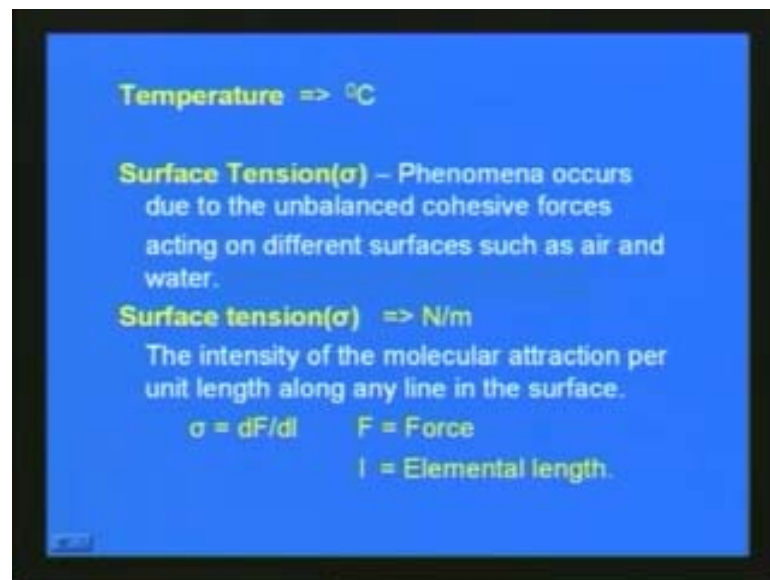 Temperature => ⁰C
Surface Tension(σ) – Phenomena occurs
due to the unbalanced cohesive forces
acting on different surfaces such as air and
water.
Surface tension(σ) => N/m
The intensity of the molecular attraction per
unit length along any line in the surface.
σ = dF/dl F = Force
l = Elemental length.